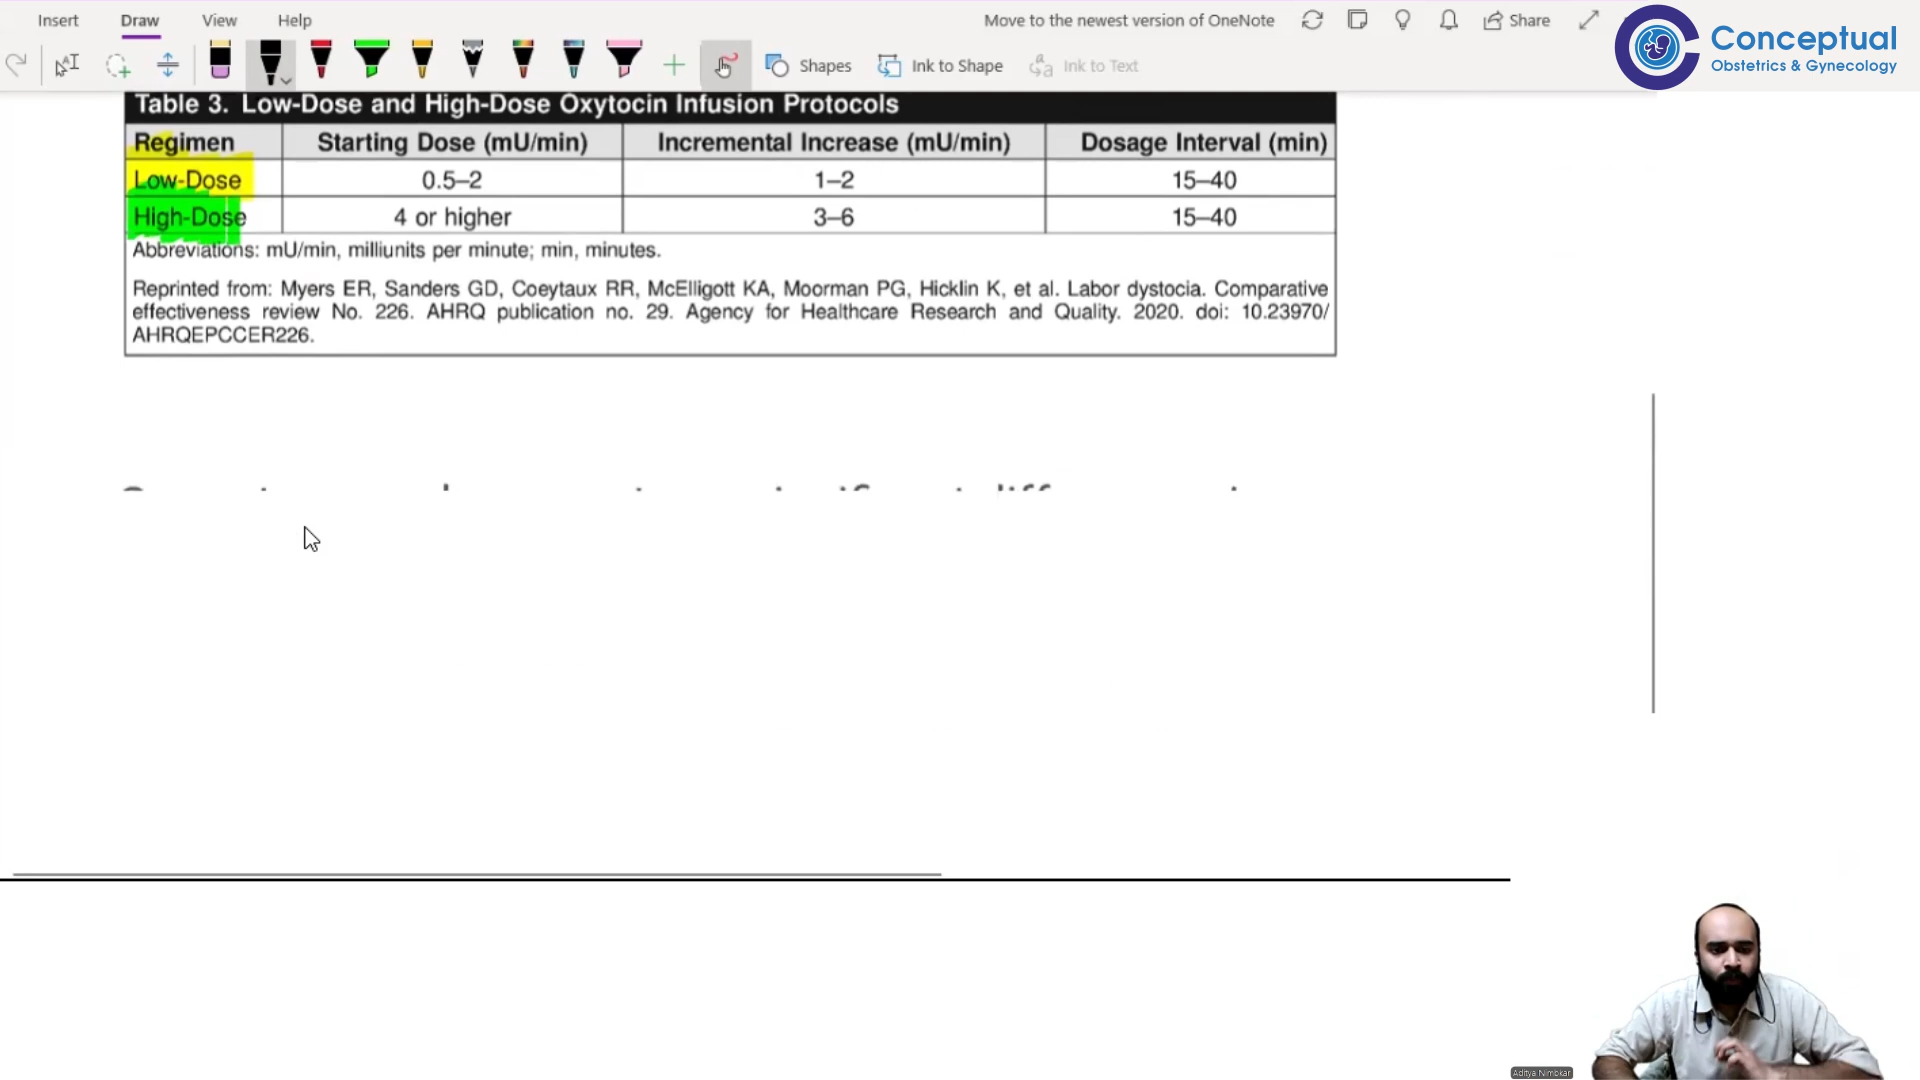 Insert Draw View Help Move to the newest version of OneNote Share
Conceptual
Obstetrics & Gynecology
Shapes Ink to Shape Ink to Text
Table 3. Low-Dose and High-Dose Oxytocin Infusion Protocols
Regimen Starting Dose (mU/min) Incremental Increase (mU/min) Dosage Interval (min)
Low-Dose 0.5–2 1–2 15–40
High-Dose 4 or higher 3–6 15–40
Abbreviations: mU/min, milliunits per minute; min, minutes.
Reprinted from: Myers ER, Sanders GD, Coeytaux RR, McElligott KA, Moorman PG, Hicklin K, et al. Labor dystocia. Comparative
effectiveness review No. 226. AHRQ publication no. 29. Agency for Healthcare Research and Quality. 2020. doi: 10.23970/
AHRQEPCCER226.
Aditya Nimbkar